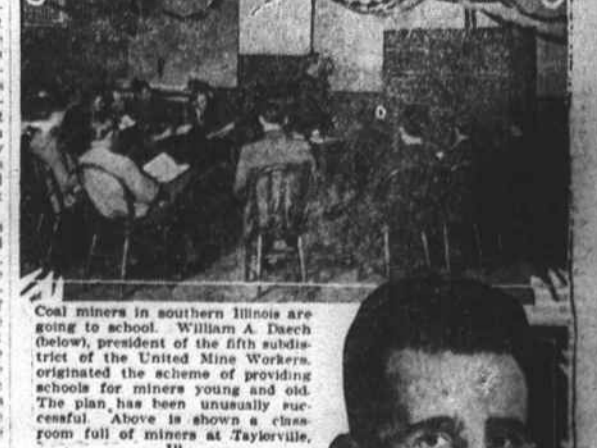 Coal miners in southern Illinois are
going to school. William A. Daech
(below), president of the fifth subdis-
trict of the United Mine Workers,
originated the scheme of providing
schools for miners young and old.
The plan has been unusually suc-
cessful. Above is shown a class
room full of miners at Taylorville,